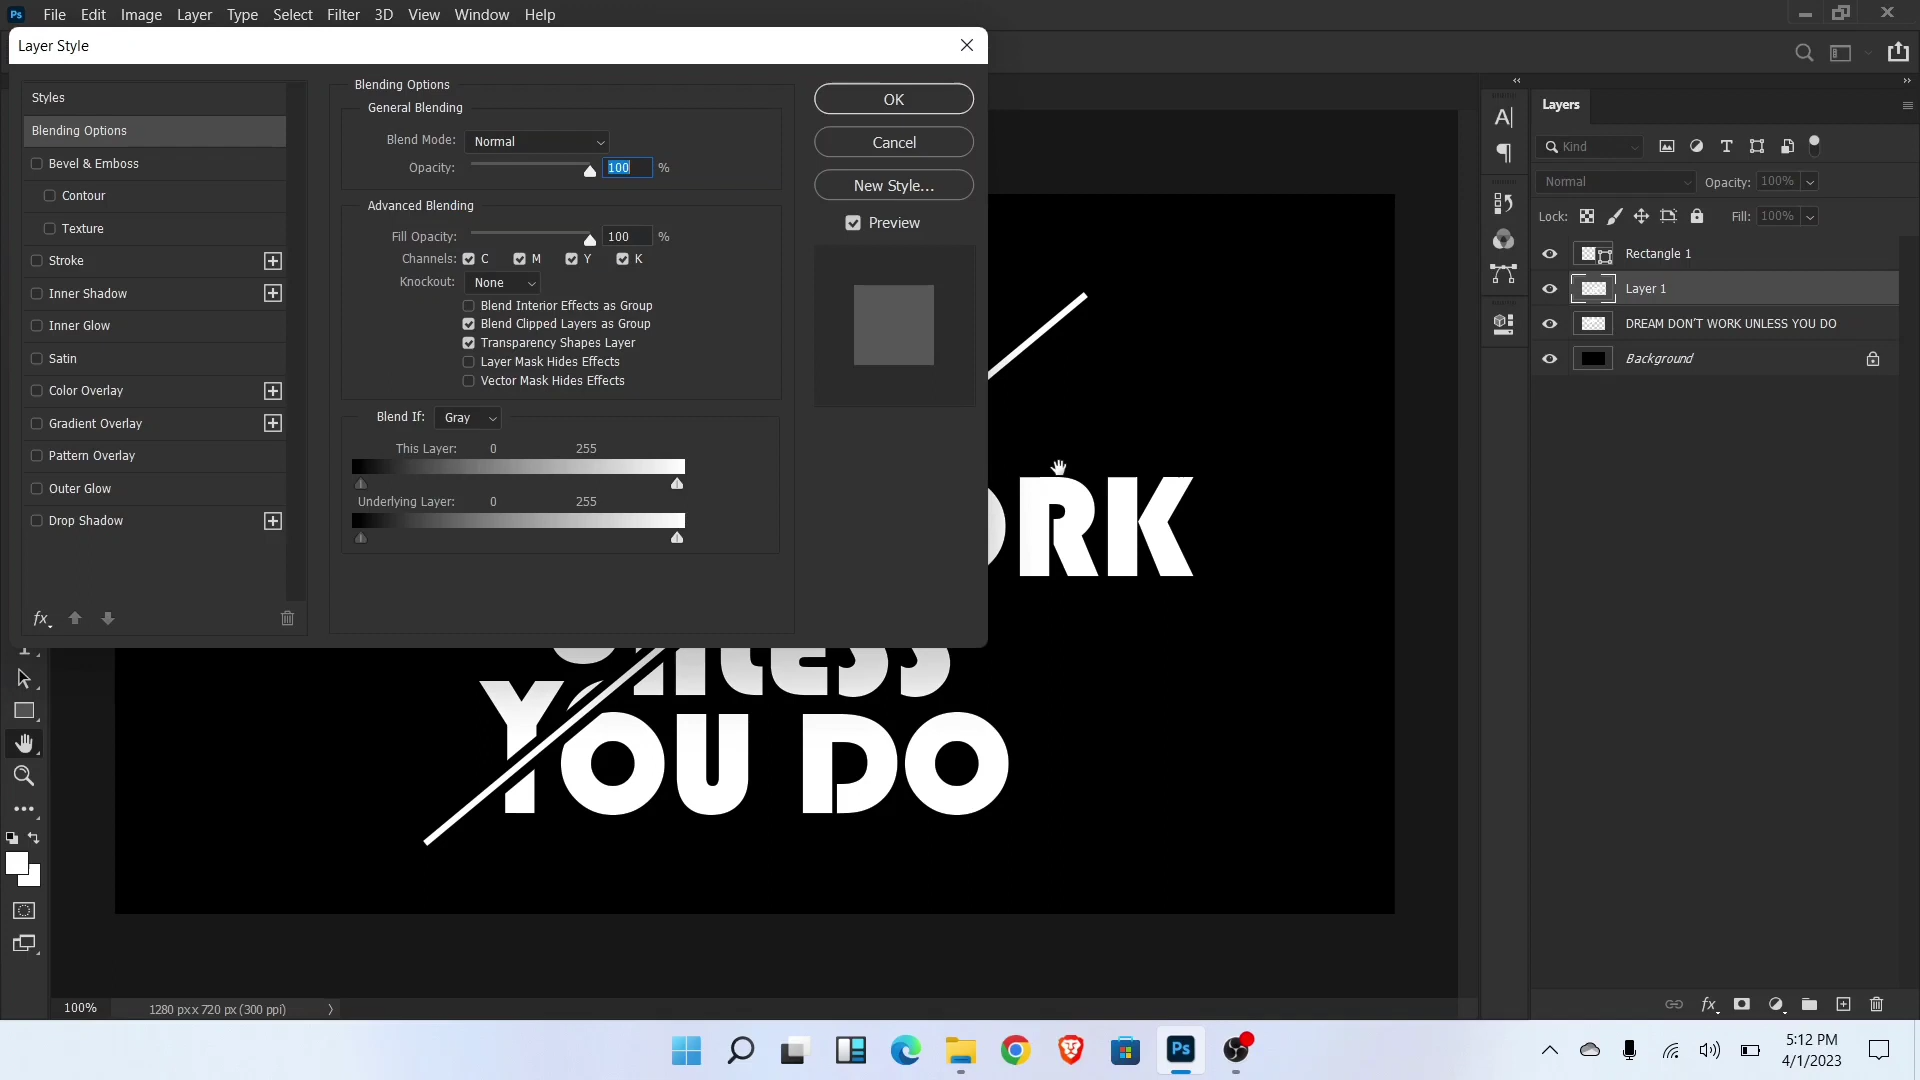 Ps File Edit Image Layer Type Select Filter 3D View Window Help
Layer Style
Styles
Blending Options
Bevel & Emboss
Contour
Texture
Stroke
Inner Shadow
Inner Glow
Satin
Color Overlay
Gradient Overlay
Pattern Overlay
Outer Glow
Drop Shadow
fx
Blending Options
General Blending
Blend Mode: Normal
Opacity: 100 %
Advanced Blending
Fill Opacity: 100 %
Channels: C M Y K
Knockout: None
Blend Interior Effects as Group
Blend Clipped Layers as Group
Transparency Shapes Layer
Layer Mask Hides Effects
Vector Mask Hides Effects
Blend If: Gray
This Layer: 0 255
Underlying Layer: 0 255
OK
Cancel
New Style...
Preview
ORK
UNLESS
YOU DO
Layers
Kind
Normal Opacity: 100%
Lock: Fill: 100%
Rectangle 1
Layer 1
DREAM DON'T WORK UNLESS YOU DO
Background
fx
100% 1280 px x 720 px (300 ppi)
Ps
5:12 PM
4/1/2023